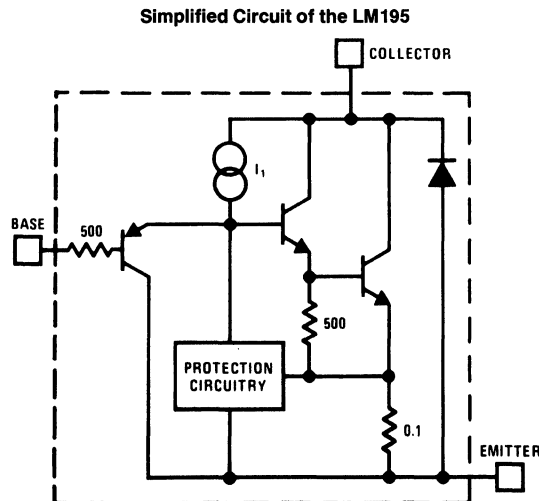 Simplified Circuit of the LM195
COLLECTOR
I1
BASE
500
500
PROTECTION
CIRCUITRY
0.1
EMITTER